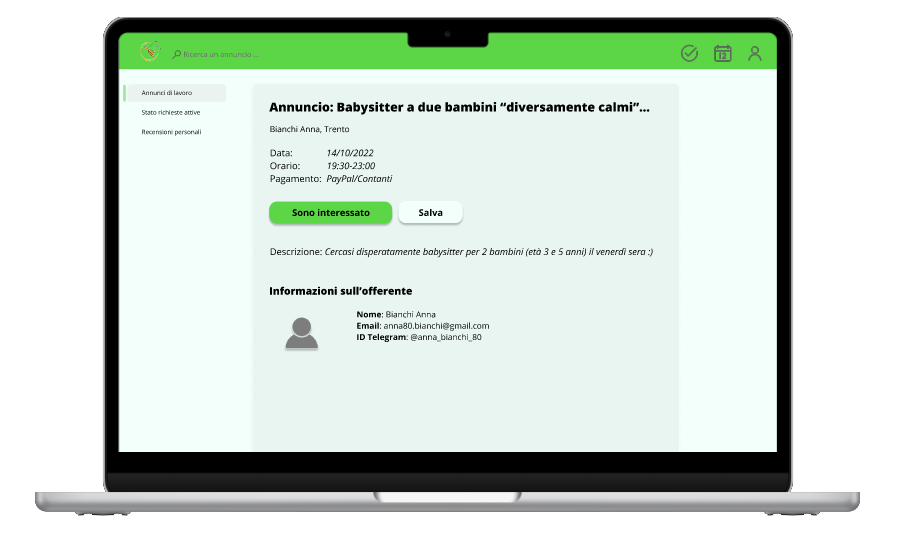 Ricerca un annuncio ...
12
Annunci di lavoro
Stato richieste attive
Recensioni personali
Annuncio: Babysitter a due bambini “diversamente calmi”...
Bianchi Anna, Trento
Data: 14/10/2022
Orario: 19:30-23:00
Pagamento: PayPal/Contanti
Sono interessato
Salva
Descrizione: Cercasi disperatamente babysitter per 2 bambini (età 3 e 5 anni) il venerdì sera :)
Informazioni sull’offerente
Nome: Bianchi Anna
Email: anna80.bianchi@gmail.com
ID Telegram: @anna_bianchi_80